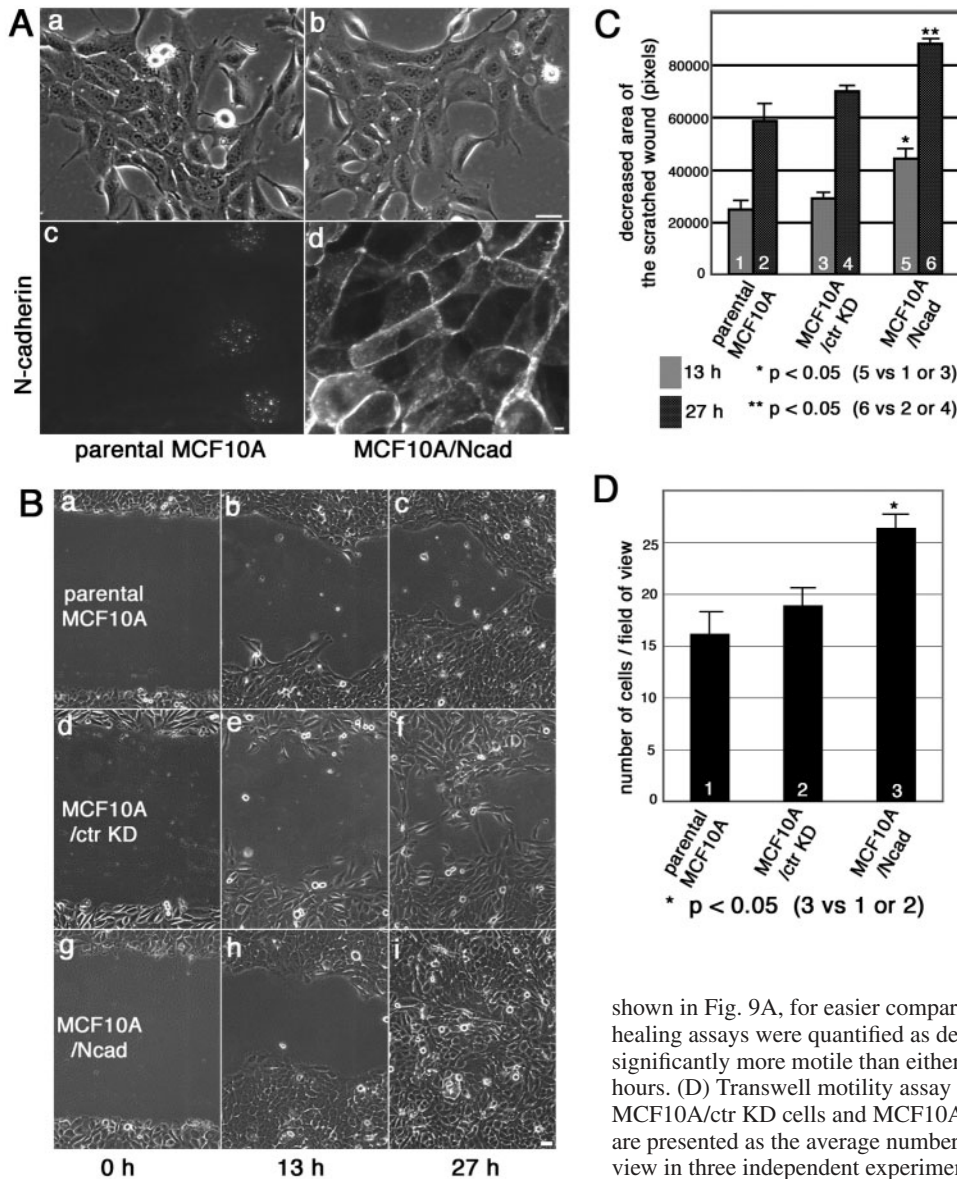 A
a
b
c
d
N-cadherin
parental MCF10A
MCF10A/Ncad
B
a
b
c
parental
MCF10A
d
e
f
MCF10A
/ctr KD
g
h
i
MCF10A
/Ncad
0 h
13 h
27 h
C
decreased area of
the scratched wound (pixels)
80000
60000
40000
20000
0
*
**
1
2
3
4
5
6
parental
MCF10A
MCF10A
/ctr KD
MCF10A
/Ncad
13 h
* p < 0.05 (5 vs 1 or 3)
27 h
** p < 0.05 (6 vs 2 or 4)
D
number of cells / field of view
25
20
15
10
5
0
*
1
2
3
parental
MCF10A
MCF10A
/ctr KD
MCF10A
/Ncad
* p < 0.05 (3 vs 1 or 2)
shown in Fig. 9A, for easier compar
healing assays were quantified as de
significantly more motile than either
hours. (D) Transwell motility assay
MCF10A/ctr KD cells and MCF10A
are presented as the average number
view in three independent experimen